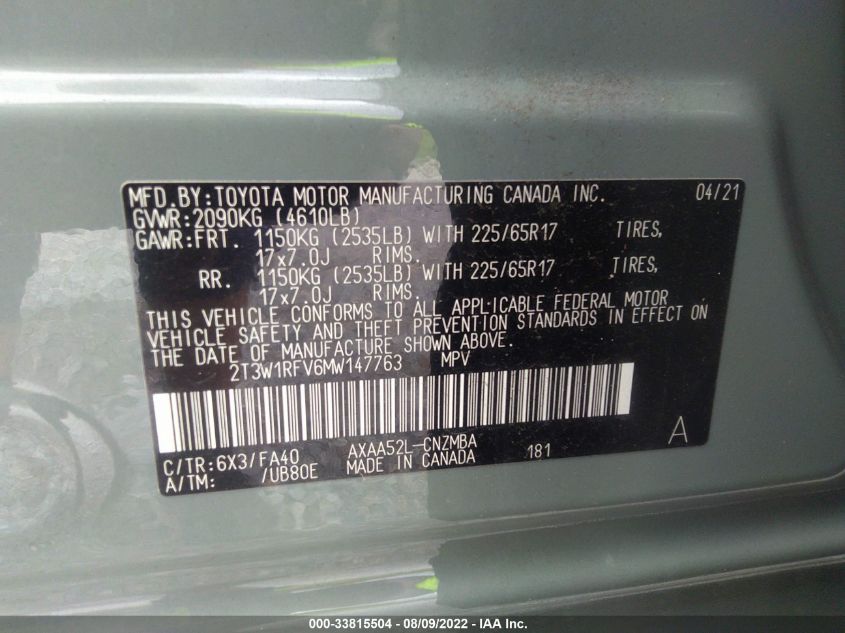 MFD.BY:TOYOTA MOTOR MANUFACTURING CANADA INC. 04/21
GVWR:2090KG (4610LB)
GAWR:FRT. 1150KG (2535LB) WITH 225/65R17 TIRES,
17x7.0J RIMS.
RR. 1150KG (2535LB) WITH 225/65R17 TIRES,
17x7.0J RIMS.
THIS VEHICLE CONFORMS TO ALL APPLICABLE FEDERAL MOTOR
VEHICLE SAFETY AND THEFT PREVENTION STANDARDS IN EFFECT ON
THE DATE OF MANUFACTURE SHOWN ABOVE.
2T3W1RFV6MW147763 MPV
C/TR:6X3/FA40 AXAA52L-CNZMBA 181 A
A/TM: /UB80E MADE IN CANADA
000-33815504 - 08/09/2022 - IAA Inc.